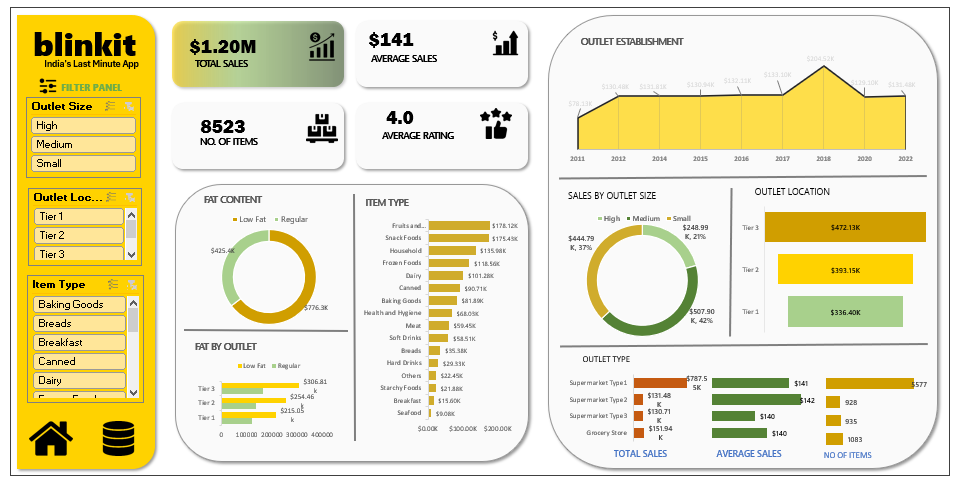 blinkit
India's Last Minute App
FILTER PANEL
Outlet Size
High
Medium
Small
Outlet Loc...
Tier 1
Tier 2
Tier 3
Item Type
Baking Goods
Breads
Breakfast
Canned
Dairy
$1.20M
TOTAL SALES
$141
AVERAGE SALES
8523
NO. OF ITEMS
4.0
AVERAGE RATING
FAT CONTENT
Low Fat Regular
$425.4K
$776.3K
FAT BY OUTLET
Low Fat Regular
Tier 3
$306.81
k
Tier 2
$254.46
k
Tier 1
$215.05
k
0 100000 200000 300000 400000
ITEM TYPE
Fruits and... $178.12K
Snack Foods $175.43K
Household $135.98K
Frozen Foods $118.56K
Dairy $101.28K
Canned $90.71K
Baking Goods $81.89K
Health and Hygiene $68.03K
Meat $59.45K
Soft Drinks $58.51K
Breads $35.38K
Hard Drinks $29.33K
Others $22.45K
Starchy Foods $21.88K
Breakfast $15.60K
Seafood $9.08K
$0.00K $100.00K $200.00K
OUTLET ESTABLISHMENT
$78.13K $130.48K $131.81K $130.94K $132.11K $133.10K $204.52K $129.10K $131.48K
2011 2012 2014 2015 2016 2017 2018 2020 2022
SALES BY OUTLET SIZE
High Medium Small
$248.99
K, 21%
$444.79
K, 37%
$507.90
K, 42%
OUTLET LOCATION
Tier 3 $472.13K
Tier 2 $393.15K
Tier 1 $336.40K
OUTLET TYPE
Supermarket Type1 $787.5
5K
$141
5577
Supermarket Type2 $131.48
K
$142
928
Supermarket Type3 $130.71
K
$140
935
Grocery Store $151.94
K
$140
1083
TOTAL SALES AVERAGE SALES NO OF ITEMS